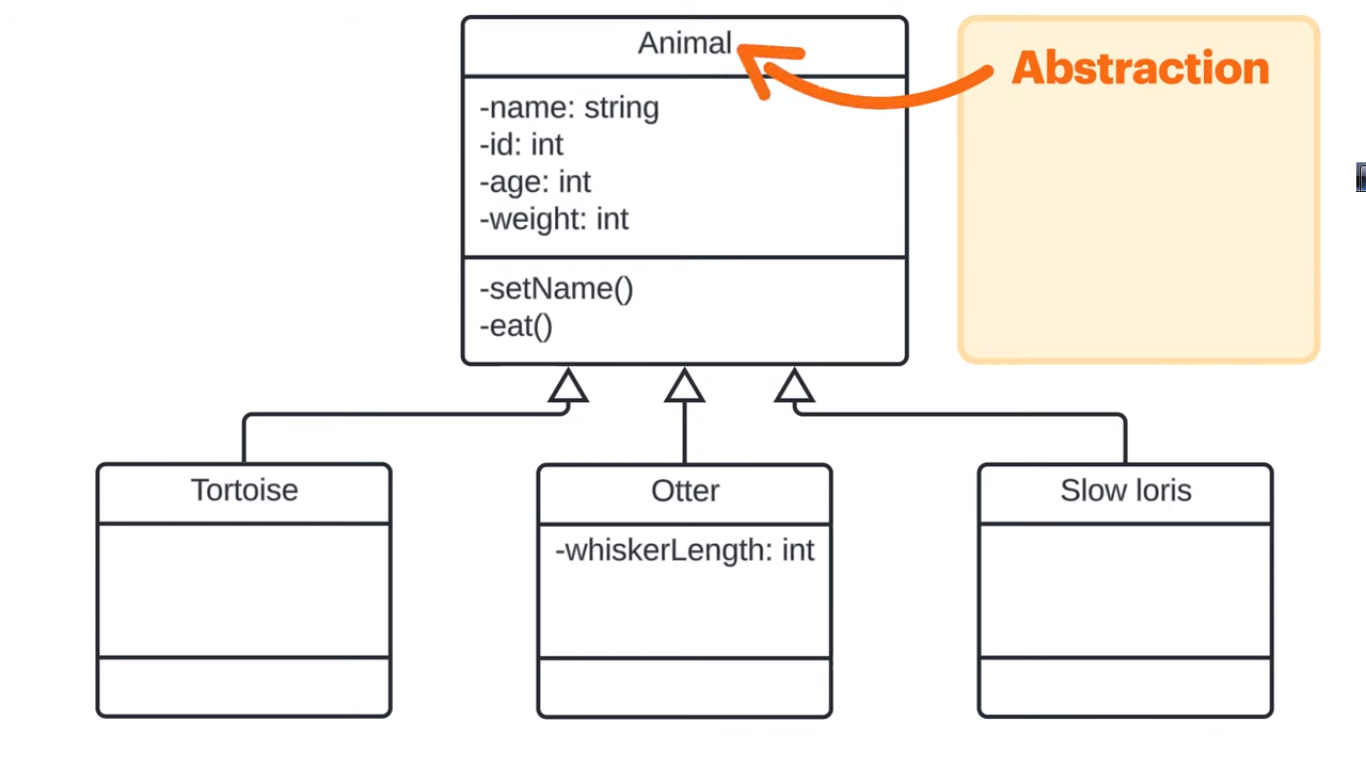 Animal
Abstraction
-name: string
-id: int
-age: int
-weight: int
-setName()
-eat()
Tortoise
Otter
Slow loris
-whiskerLength: int